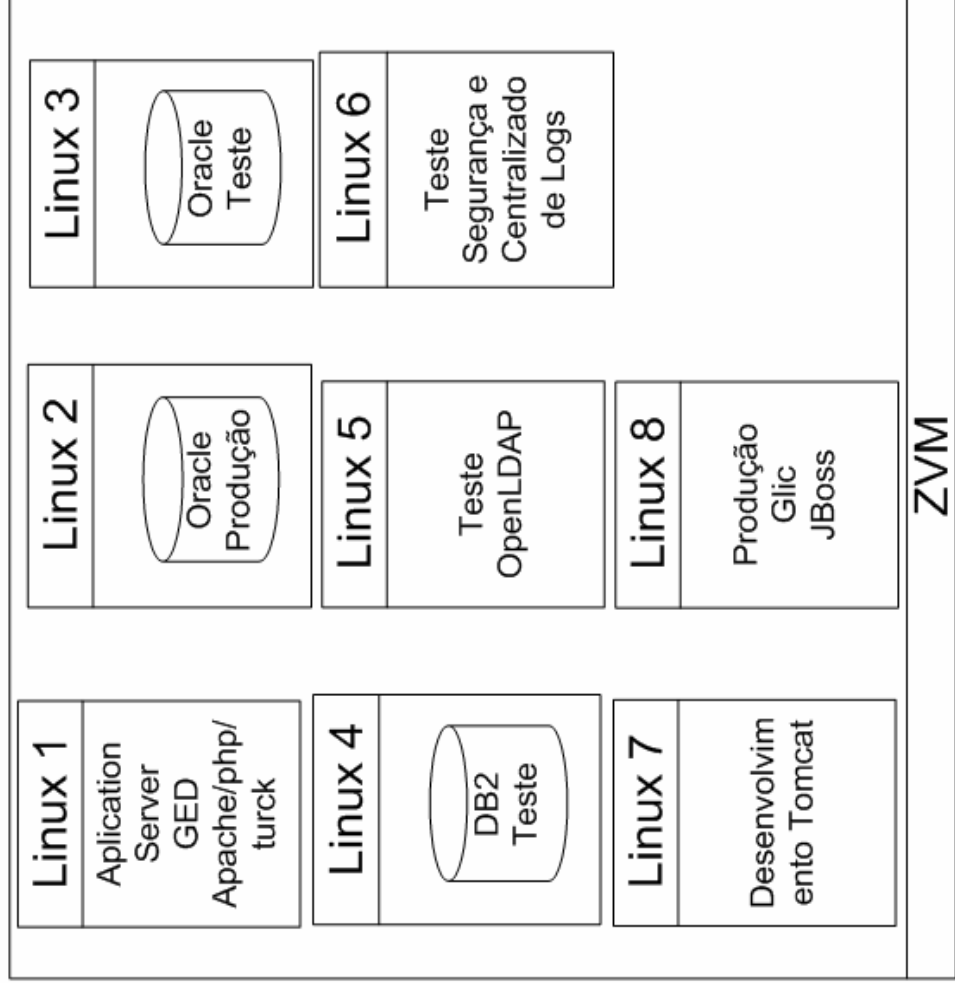 Linux 1
Aplication
Server
GED
Apache/php/
turck
Linux 2
Oracle
Produção
Linux 3
Oracle
Teste
Linux 4
DB2
Teste
Linux 5
Teste
OpenLDAP
Linux 6
Teste
Segurança e
Centralizado
de Logs
Linux 7
Desenvolvim
ento Tomcat
Linux 8
Produção
Glic
JBoss
ZVM